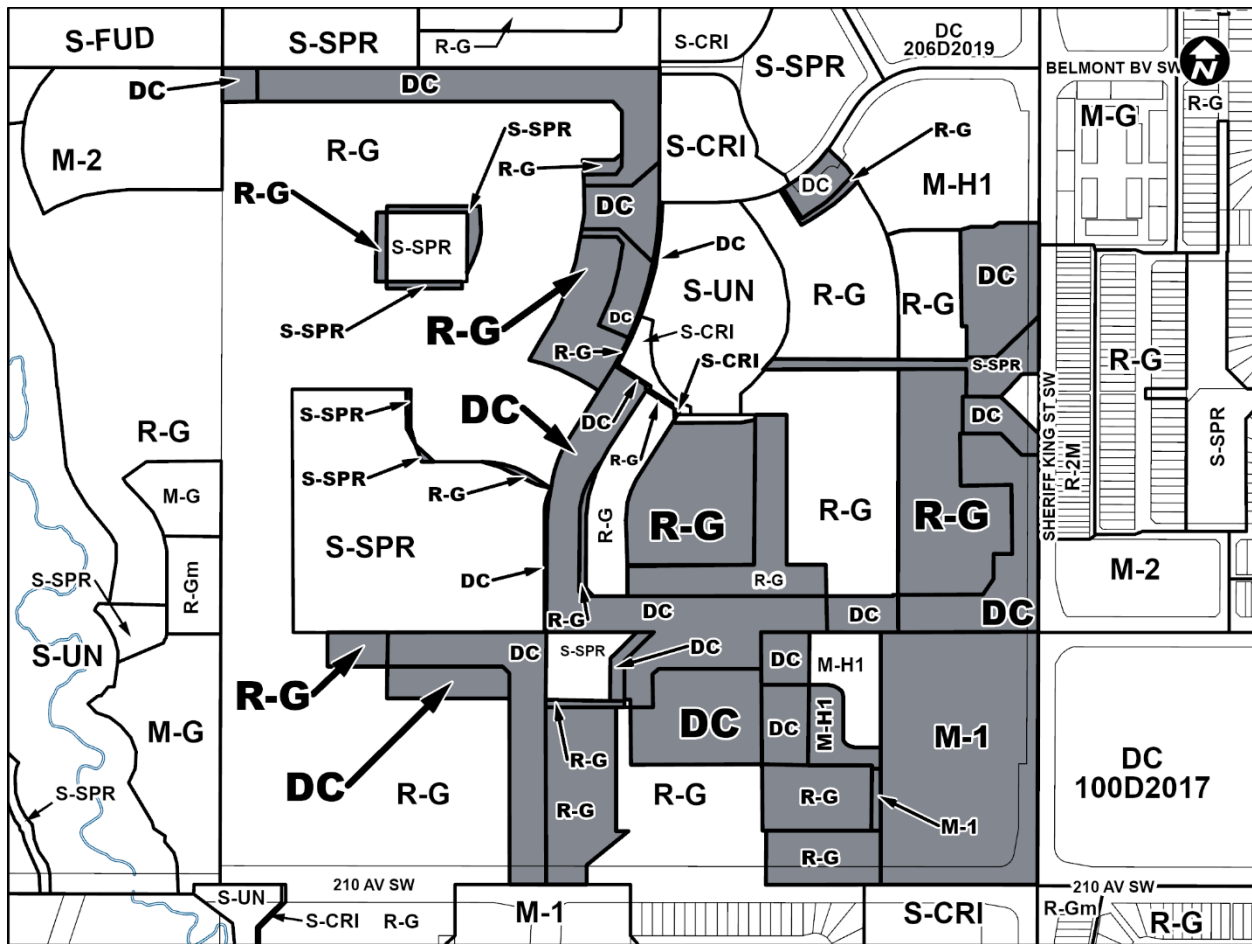 S-FUD
S-SPR
R-G
S-CRI
DC
206D2019
S-SPR
BELMONT BV SW
N
DC
DC
M-G
R-G
S-SPR
R-G
M-2
R-G
S-CRI
R-G
DC
M-H1
R-G
DC
S-SPR
DC
DC
S-UN
R-G
R-G
S-SPR
R-G
DC
S-CRI
R-G
S-CRI
S-SPR
R-G
SHERIFF KING ST SW
R-2M
S-SPR
DC
S-SPR
DC
DC
R-G
S-SPR
R-G
R-G
M-G
R-G
R-G
R-G
R-G
S-SPR
R-Gm
DC
R-G
M-2
S-SPR
R-G
DC
DC
DC
S-UN
DC
S-SPR
DC
DC
M-H1
R-G
M-G
DC
DC
M-H1
M-1
R-G
DC
100D2017
DC
S-SPR
R-G
R-G
R-G
R-G
M-1
R-G
210 AV SW
210 AV SW
S-UN
S-CRI
R-G
M-1
S-CRI
R-Gm
R-G